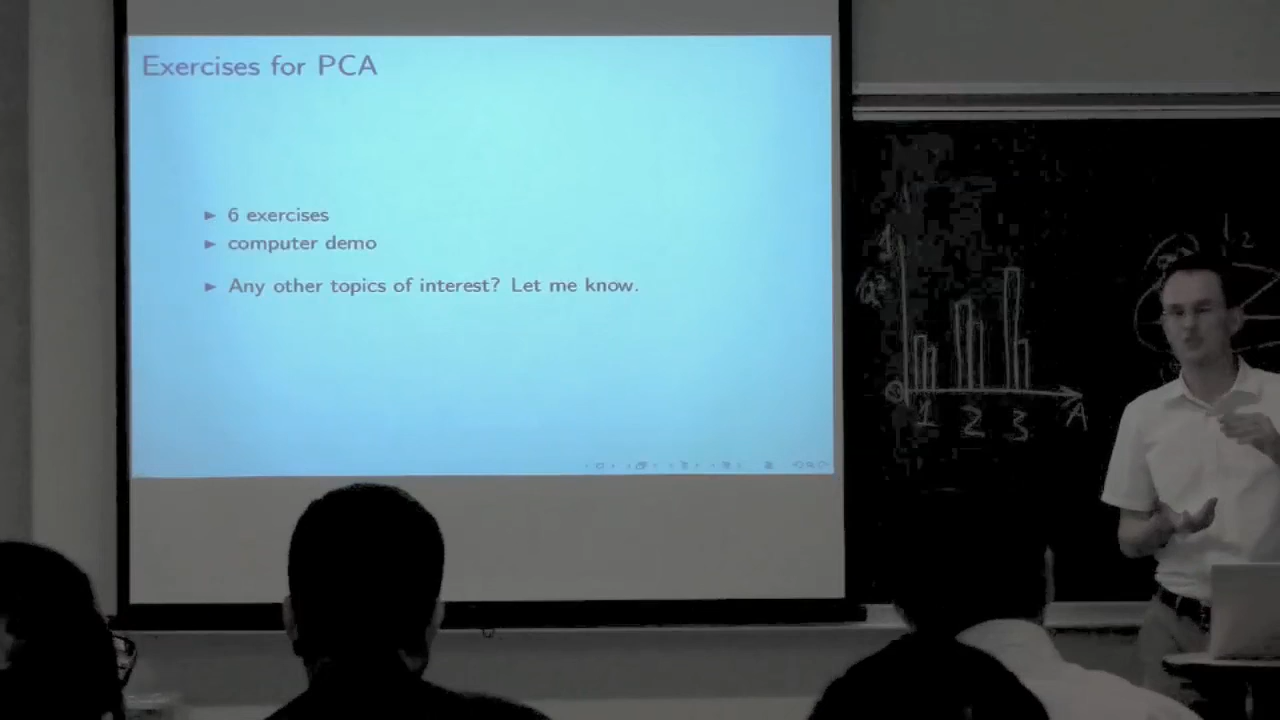 Exercises for PCA
► 6 exercises
► computer demo
► Any other topics of interest? Let me know.
1 2 3 A